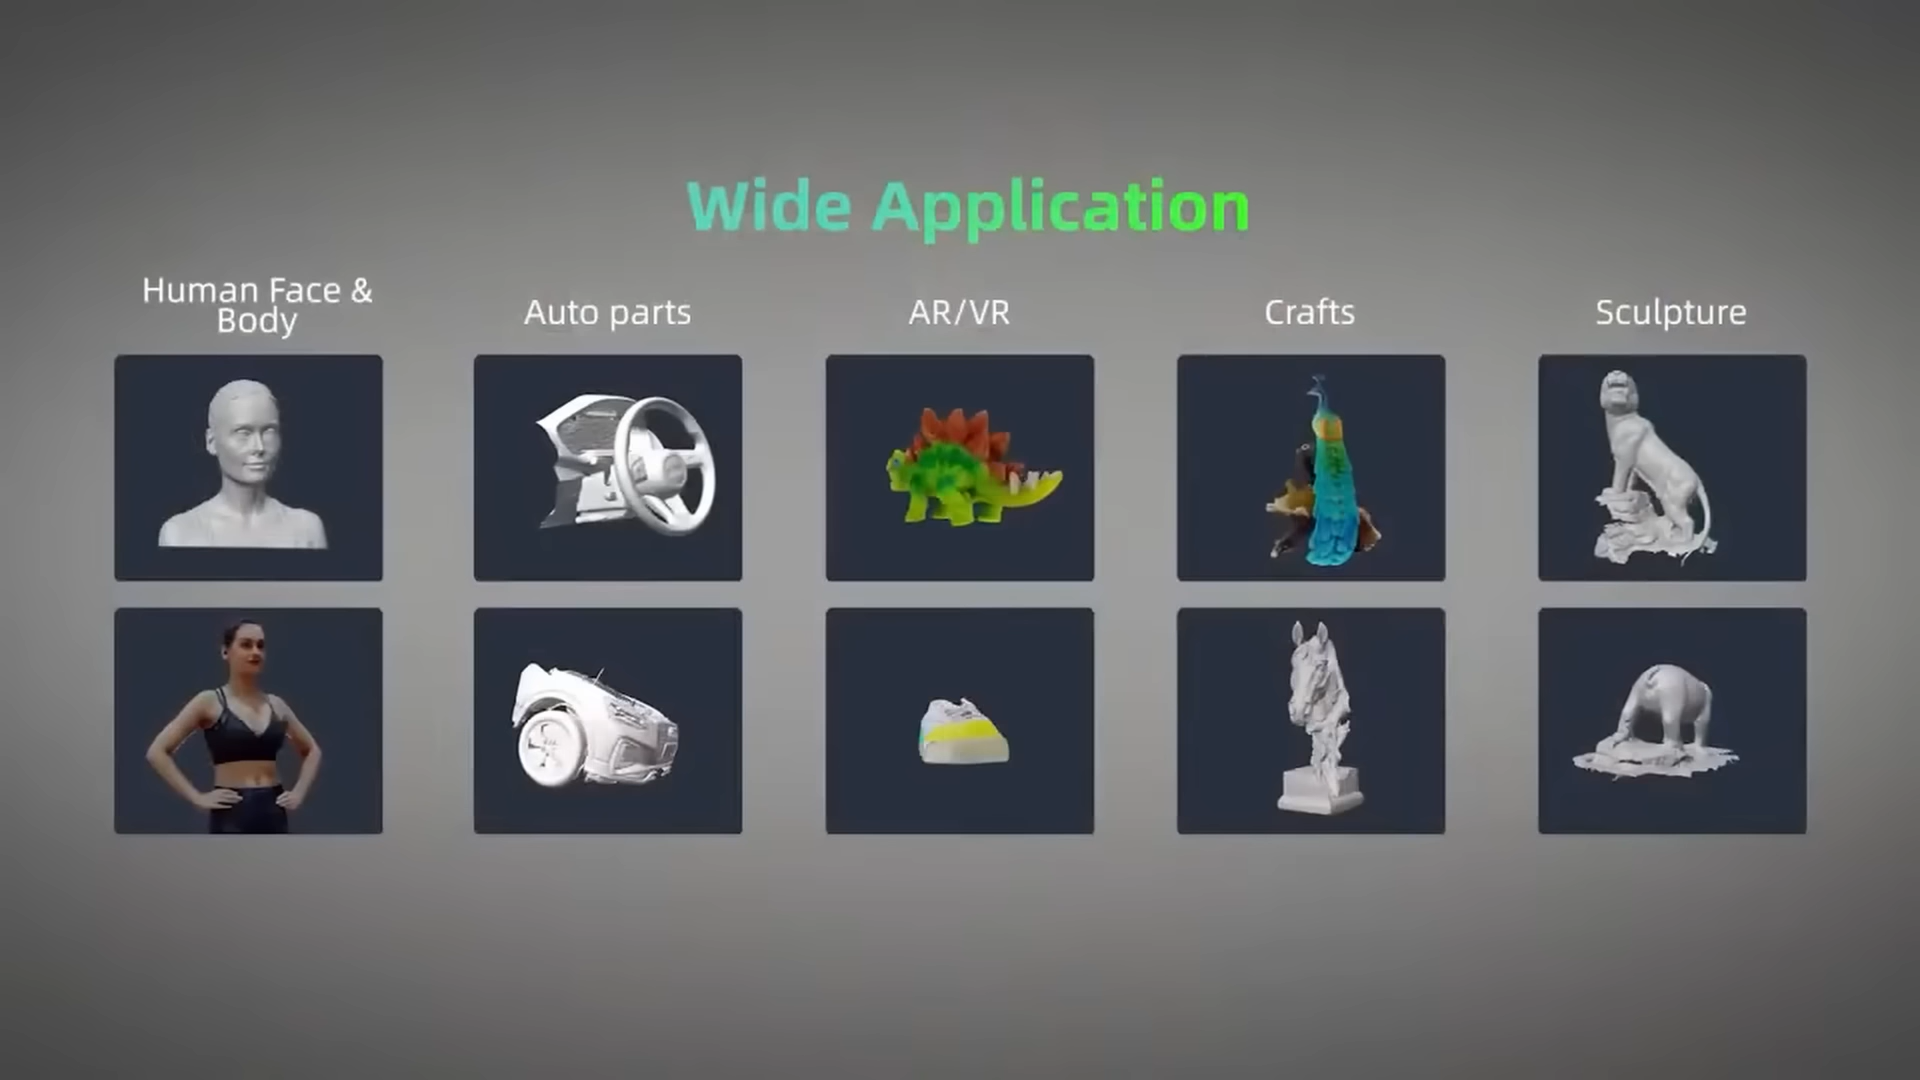 Wide Application
Human Face &
Body
Auto parts
AR/VR
Crafts
Sculpture